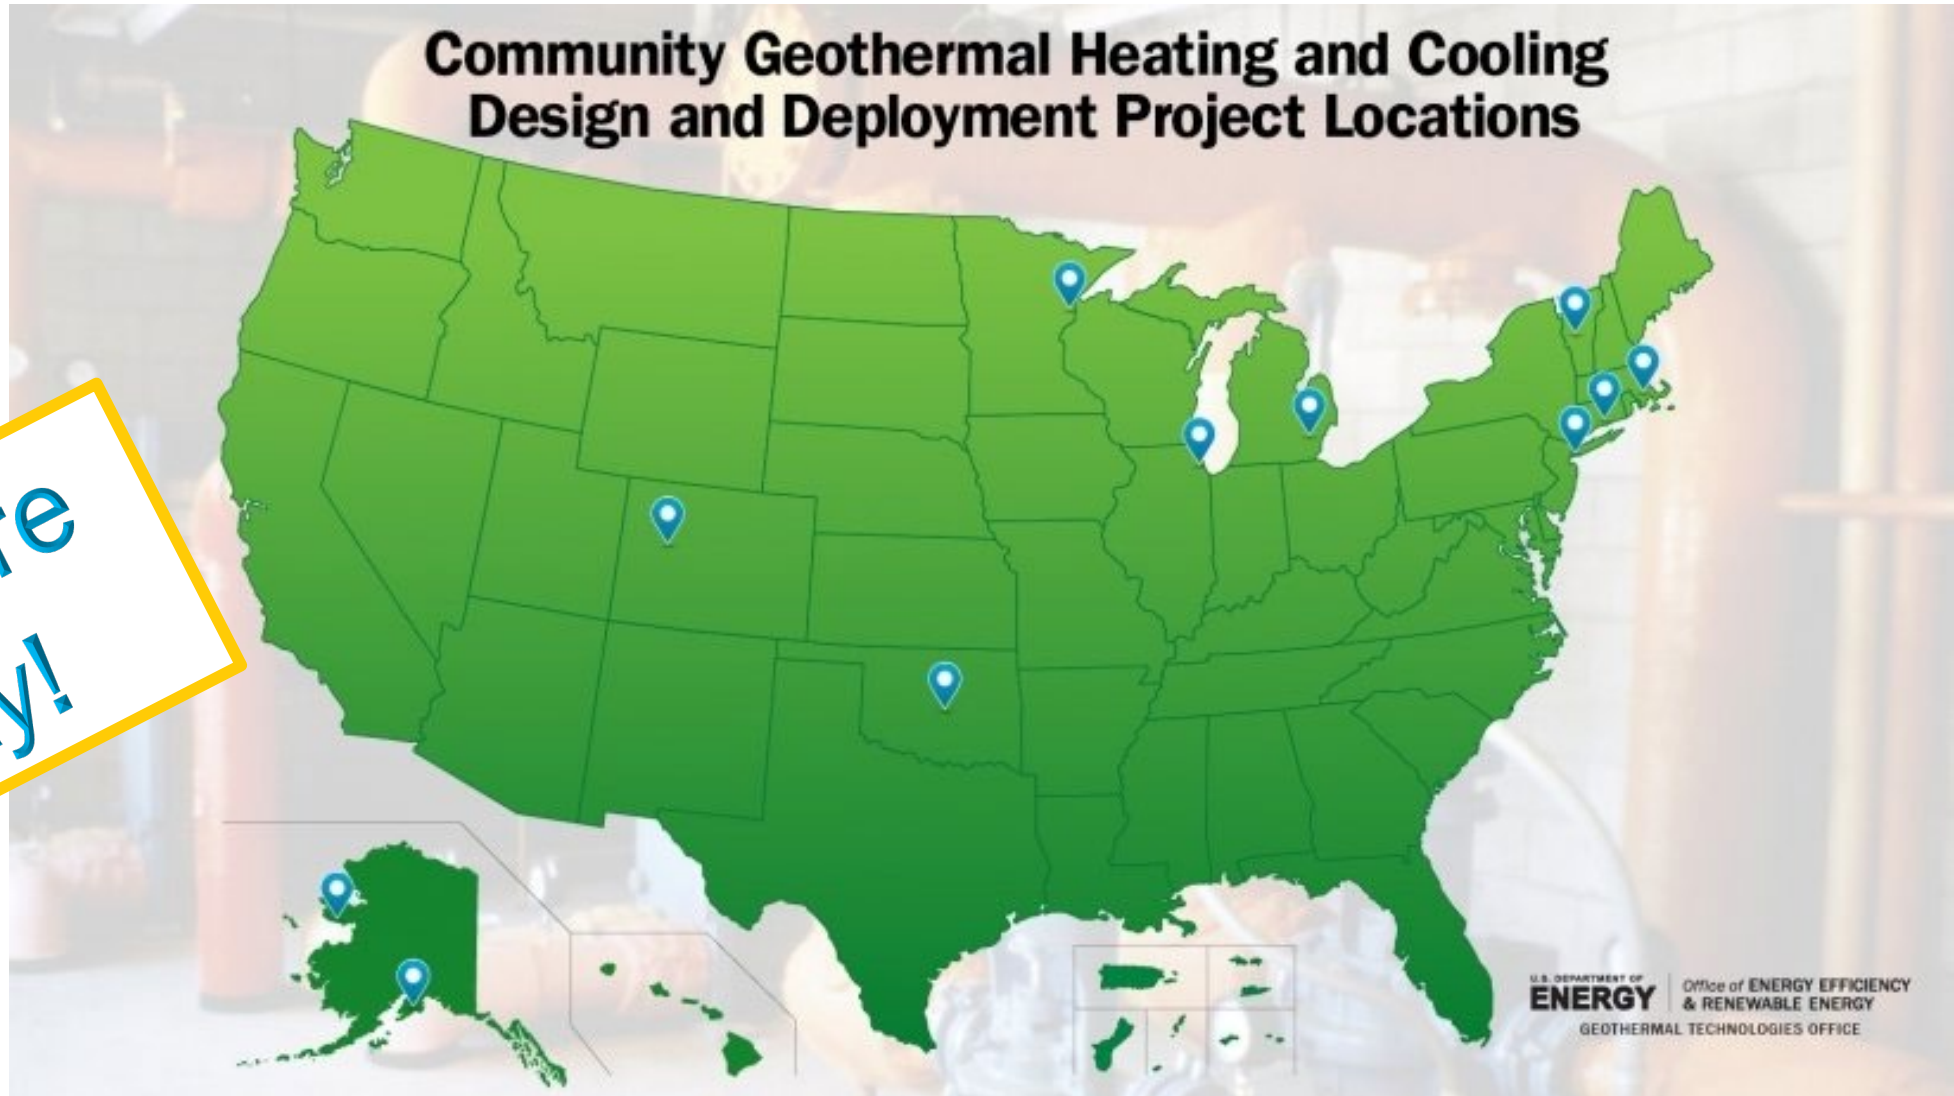 Community Geothermal Heating and Cooling
Design and Deployment Project Locations
U.S. DEPARTMENT OF
ENERGY
Office of ENERGY EFFICIENCY
& RENEWABLE ENERGY
GEOTHERMAL TECHNOLOGIES OFFICE